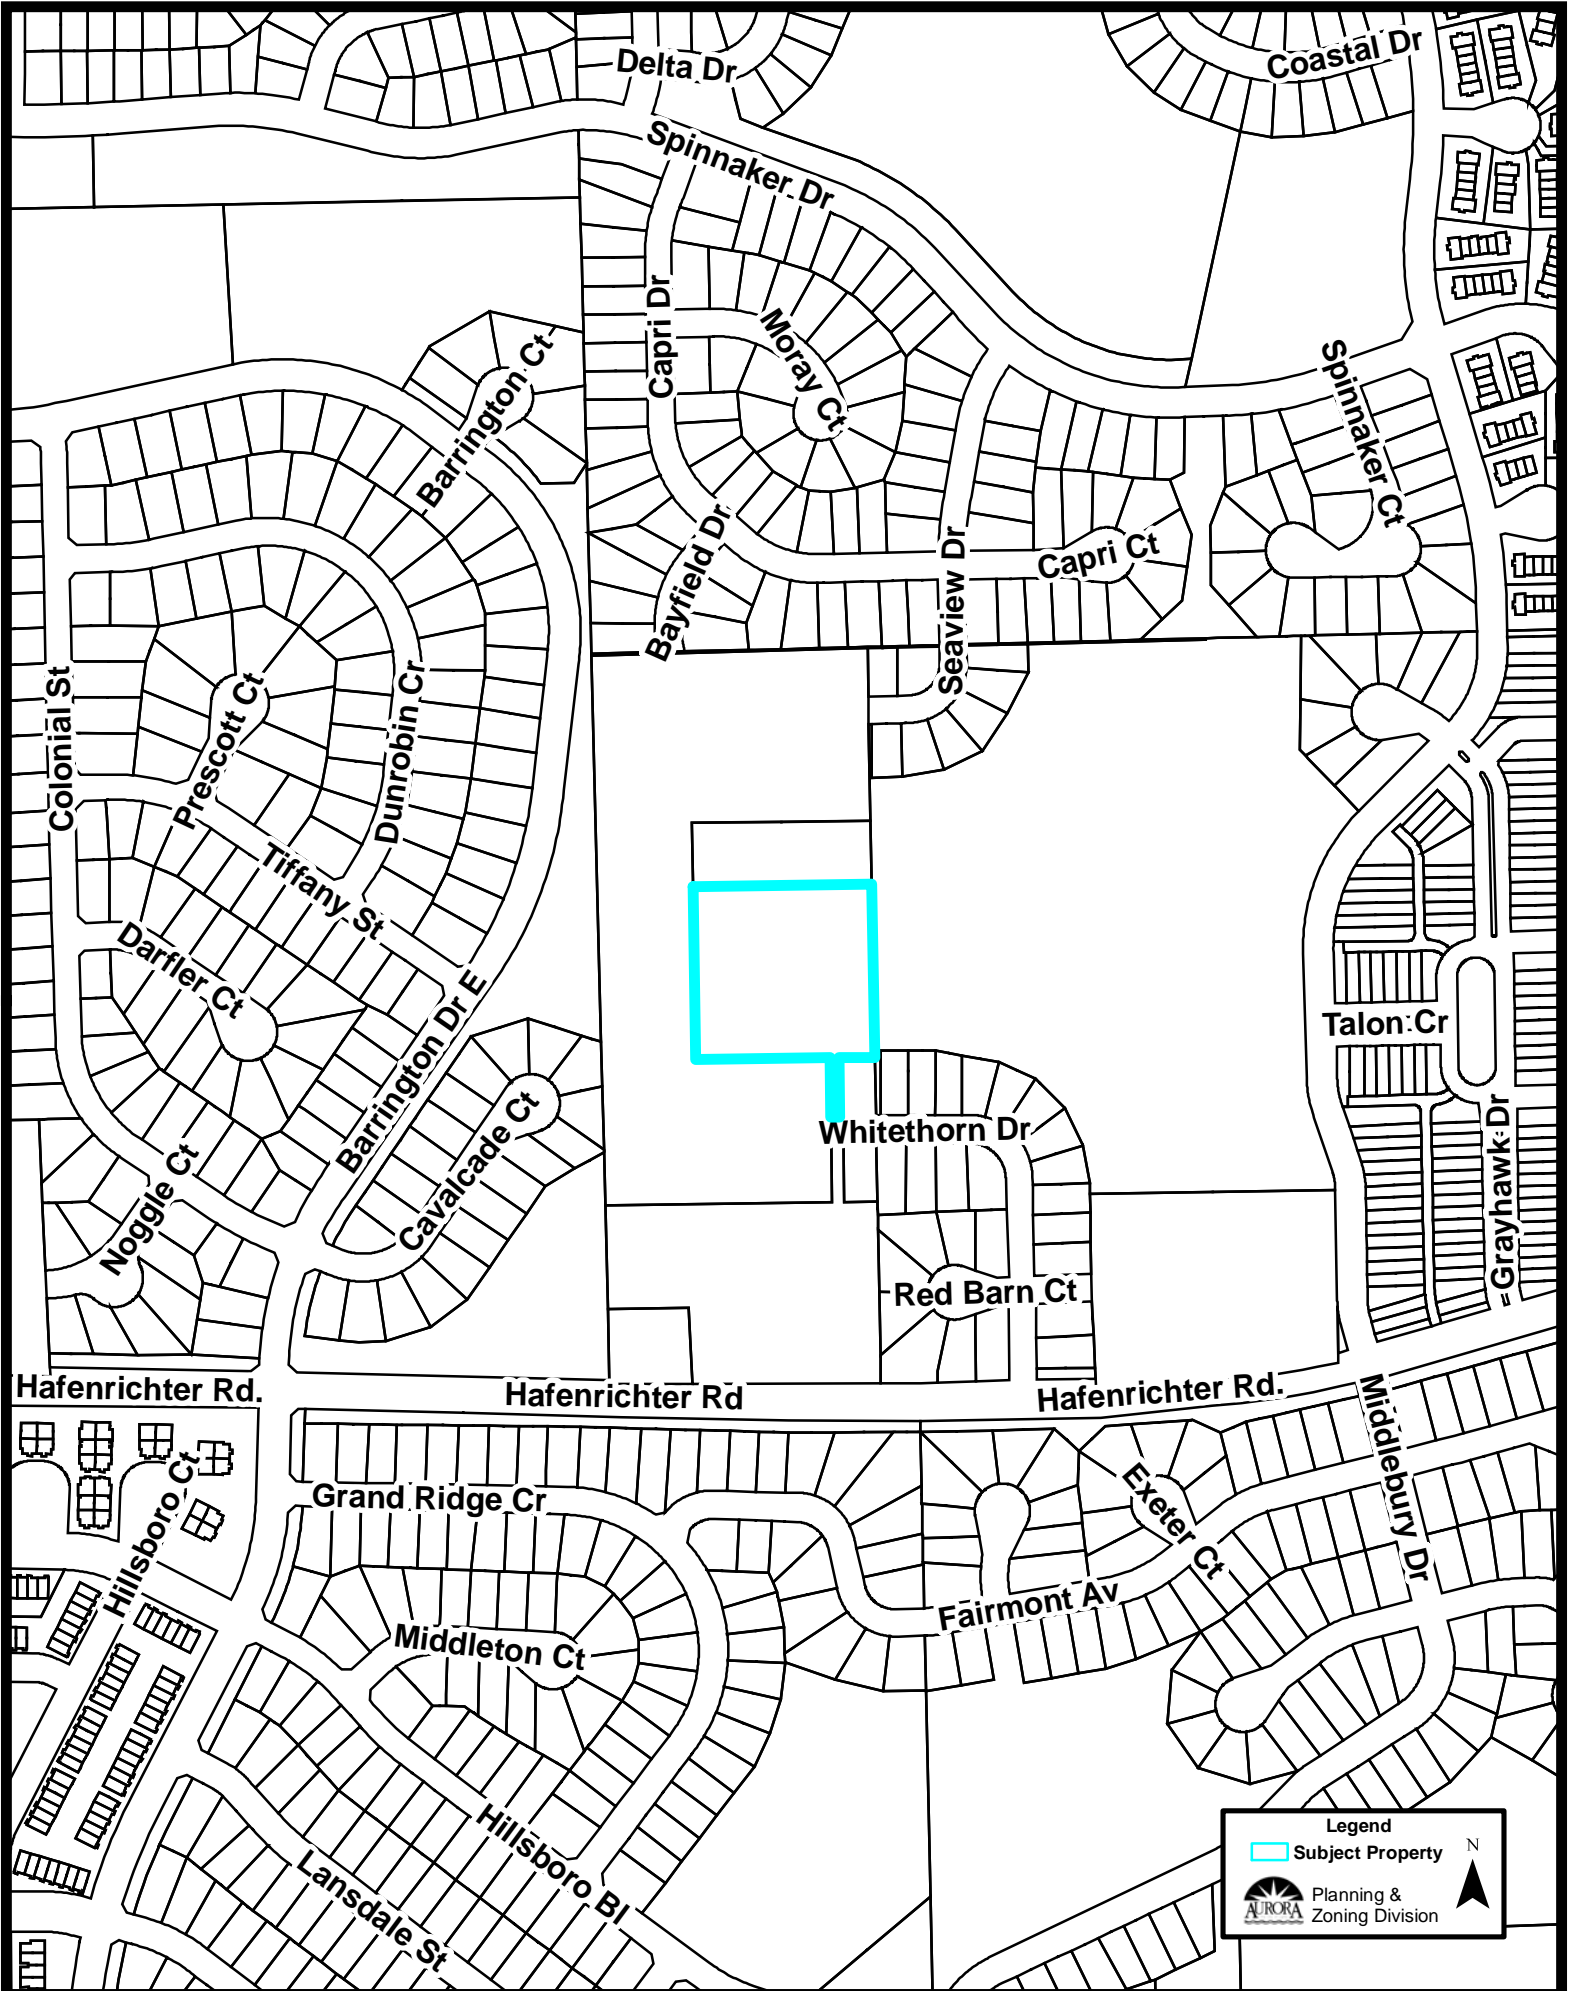 Delta Dr
Coastal Dr
Spinnaker Dr
Capri Dr
Moray Ct
Barrington Ct
Spinnaker Ct
Bayfield Dr
Seaview Dr
Capri Ct
Colonial St
Prescott Ct
Dunrobin Cr
Tiffany St
Darfler Ct
Barrington Dr E
Talon Cr
Whitethorn Dr
Cavalcade Ct
Noggle Ct
Grayhawk Dr
Red Barn Ct
Hafenrichter Rd.
Hafenrichter Rd
Hafenrichter Rd.
Middlebury Dr
Hillsboro Ct
Grand Ridge Cr
Exeter Ct
Fairmont Av
Middleton Ct
Hillsboro Bl
Lansdale St
Legend
Subject Property
N
AURORA
Planning &
Zoning Division